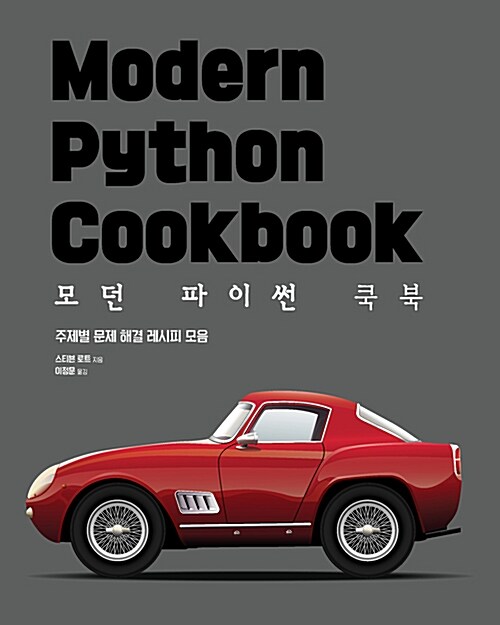 Modern
Python
Cookbook
모던 파이썬 쿡북
주제별 문제 해결 레시피 모음
스티븐 로트 지음
이정문 옮김